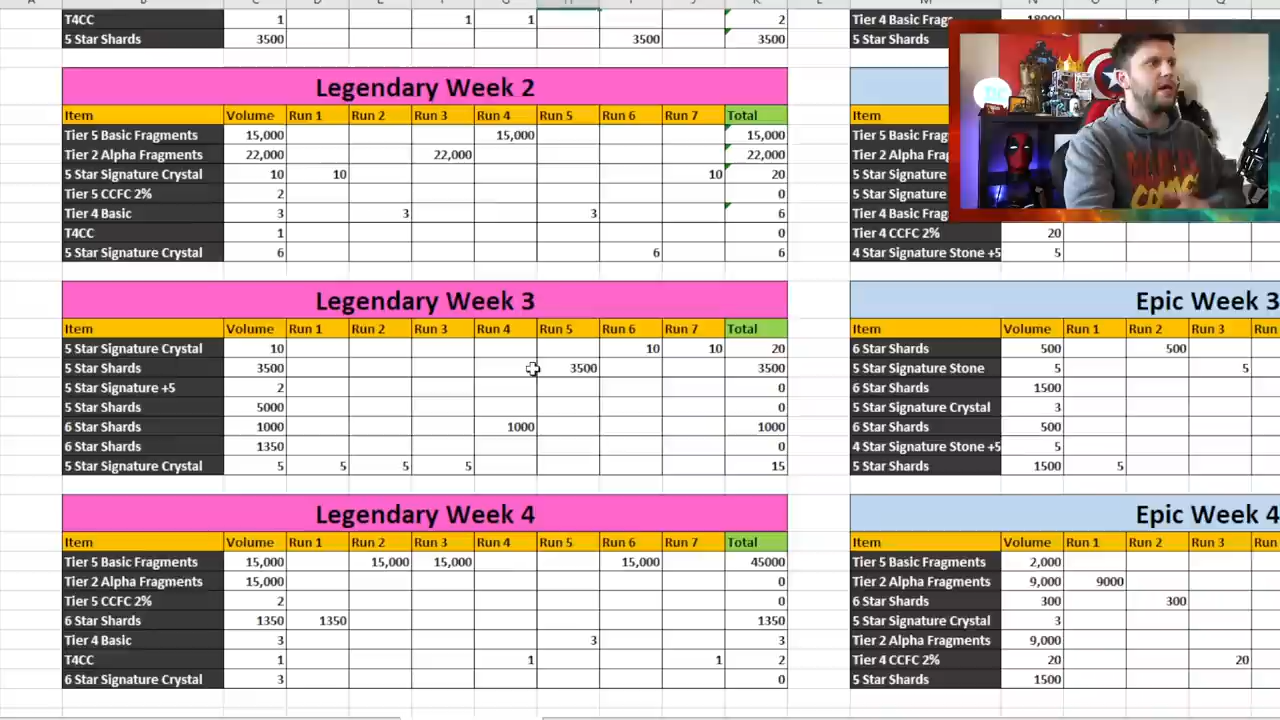 T4CC 1 1 1 2
5 Star Shards 3500 3500 3500
Legendary Week 2
Item Volume Run 1 Run 2 Run 3 Run 4 Run 5 Run 6 Run 7 Total
Tier 5 Basic Fragments 15,000 15,000 15,000
Tier 2 Alpha Fragments 22,000 22,000 22,000
5 Star Signature Crystal 10 10 10 20
Tier 5 CCFC 2% 2 0
Tier 4 Basic 3 3 3 6
T4CC 1 0
5 Star Signature Crystal 6 6 6
Legendary Week 3
Item Volume Run 1 Run 2 Run 3 Run 4 Run 5 Run 6 Run 7 Total
5 Star Signature Crystal 10 10 10 20
5 Star Shards 3500 3500 3500
5 Star Signature +5 2 0
5 Star Shards 5000 0
6 Star Shards 1000 1000 1000
6 Star Shards 1350 0
5 Star Signature Crystal 5 5 5 5 15
Legendary Week 4
Item Volume Run 1 Run 2 Run 3 Run 4 Run 5 Run 6 Run 7 Total
Tier 5 Basic Fragments 15,000 15,000 15,000 15,000 45000
Tier 2 Alpha Fragments 15,000 0
Tier 5 CCFC 2% 2 0
6 Star Shards 1350 1350 1350
Tier 4 Basic 3 3 3
T4CC 1 1 1 2
6 Star Signature Crystal 3 0
Tier 4 Basic Frags
5 Star Shards
Item
Tier 5 Basic Frag
Tier 2 Alpha Frag
5 Star Signature
5 Star Signature
Tier 4 Basic Frag
Tier 4 CCFC 2% 20
4 Star Signature Stone +5 5
Epic Week 3
Item Volume Run 1 Run 2 Run 3 Run
6 Star Shards 500 500
5 Star Signature Stone 5 5
6 Star Shards 1500
5 Star Signature Crystal 3
6 Star Shards 500
4 Star Signature Stone +5 5
5 Star Shards 1500 5
Epic Week 4
Item Volume Run 1 Run 2 Run 3 Run
Tier 5 Basic Fragments 2,000
Tier 2 Alpha Fragments 9,000 9000
6 Star Shards 300 300
5 Star Signature Crystal 3
Tier 2 Alpha Fragments 9,000
Tier 4 CCFC 2% 20 20
5 Star Shards 1500